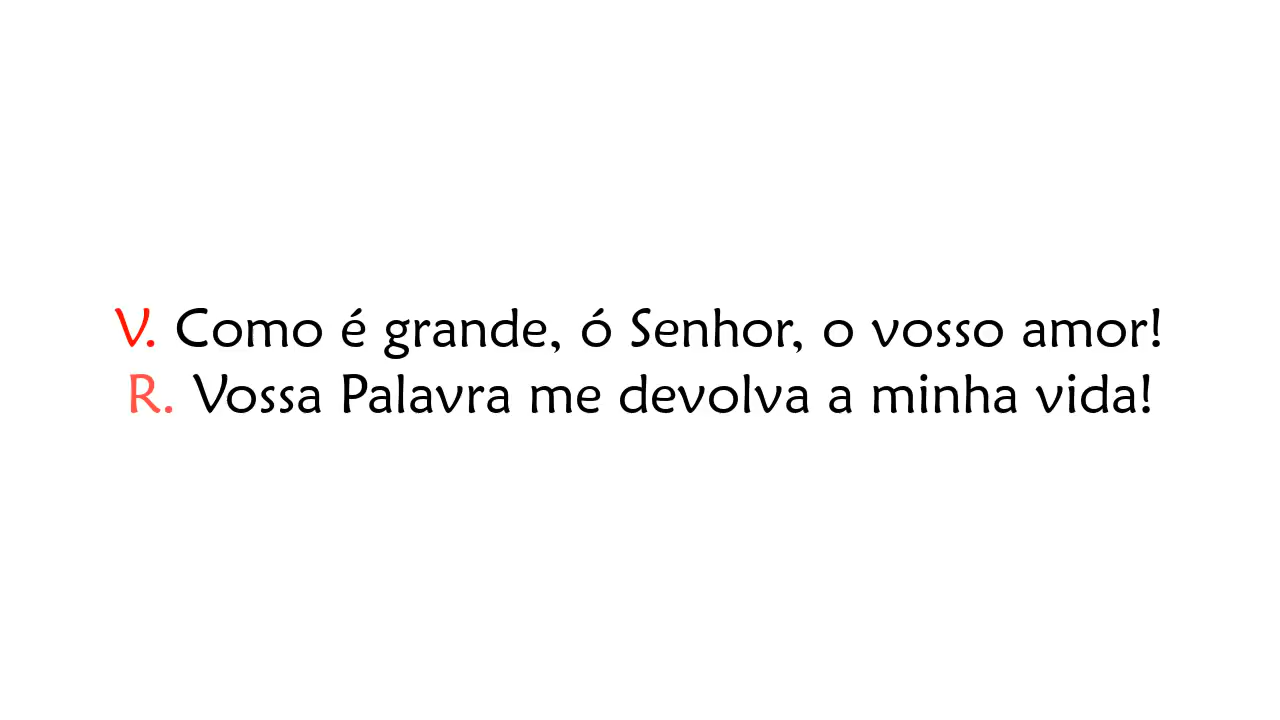 V. Como é grande, ó Senhor, o vosso amor!
R. Vossa Palavra me devolva a minha vida!